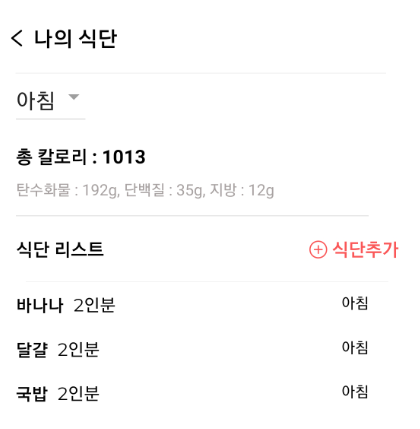 나의 식단
아침
총 칼로리 : 1013
탄수화물 : 192g, 단백질 : 35g, 지방 : 12g
식단 리스트 식단추가
바나나 2인분 아침
달걀 2인분 아침
국밥 2인분 아침